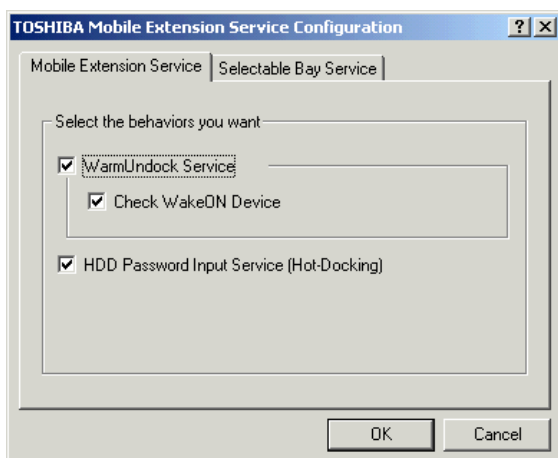 TOSHIBA Mobile Extension Service Configuration
Mobile Extension Service
Selectable Bay Service
Select the behaviors you want
WarmUndock Service
Check WakeON Device
HDD Password Input Service (Hot-Docking)
OK
Cancel